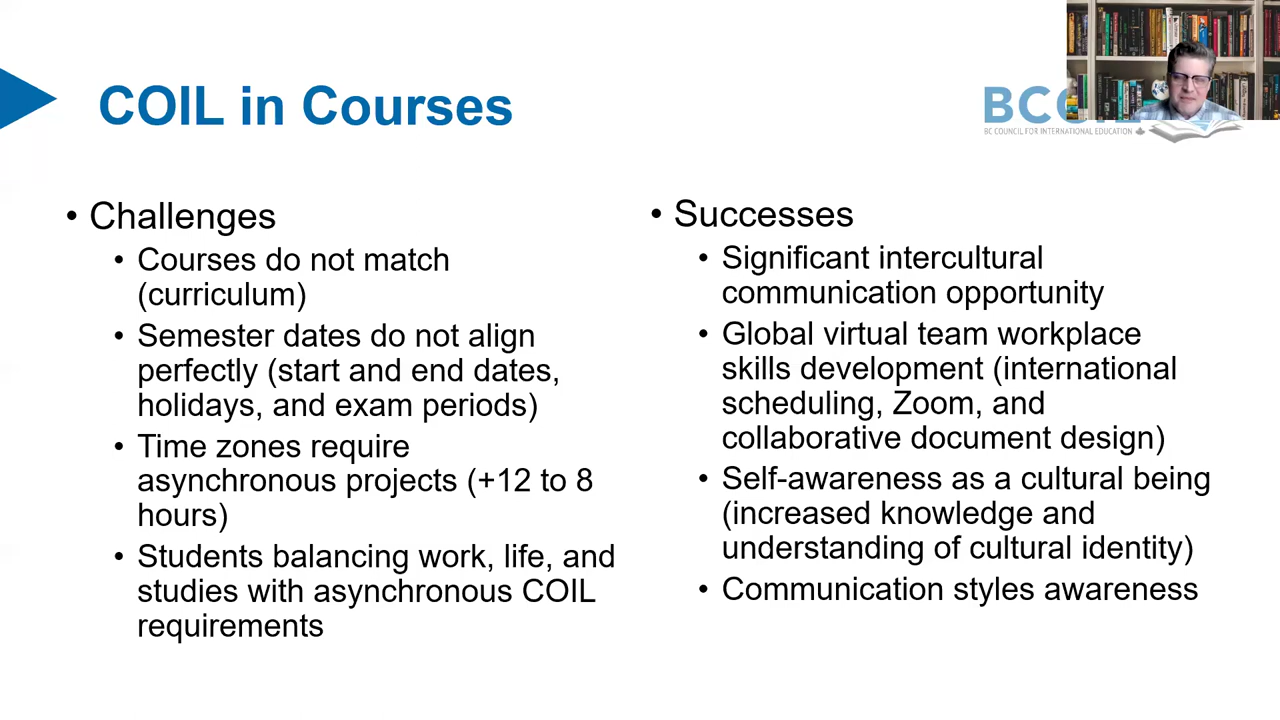 COIL in Courses
BC COUNCIL FOR INTERNATIONAL EDUCATION
• Challenges
• Courses do not match
(curriculum)
• Semester dates do not align
perfectly (start and end dates,
holidays, and exam periods)
• Time zones require
asynchronous projects (+12 to 8
hours)
• Students balancing work, life, and
studies with asynchronous COIL
requirements
• Successes
• Significant intercultural
communication opportunity
• Global virtual team workplace
skills development (international
scheduling, Zoom, and
collaborative document design)
• Self-awareness as a cultural being
(increased knowledge and
understanding of cultural identity)
• Communication styles awareness